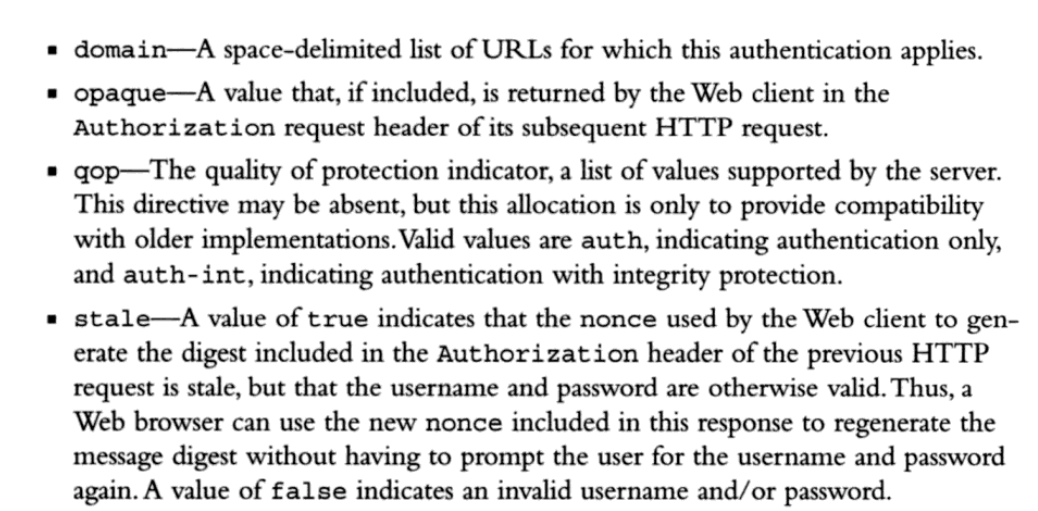 ▪ domain—A space-delimited list of URLs for which this authentication applies.
▪ opaque—A value that, if included, is returned by the Web client in the
Authorization request header of its subsequent HTTP request.
▪ qop—The quality of protection indicator, a list of values supported by the server.
This directive may be absent, but this allocation is only to provide compatibility
with older implementations. Valid values are auth, indicating authentication only,
and auth-int, indicating authentication with integrity protection.
▪ stale—A value of true indicates that the nonce used by the Web client to gen-
erate the digest included in the Authorization header of the previous HTTP
request is stale, but that the username and password are otherwise valid. Thus, a
Web browser can use the new nonce included in this response to regenerate the
message digest without having to prompt the user for the username and password
again. A value of false indicates an invalid username and/or password.